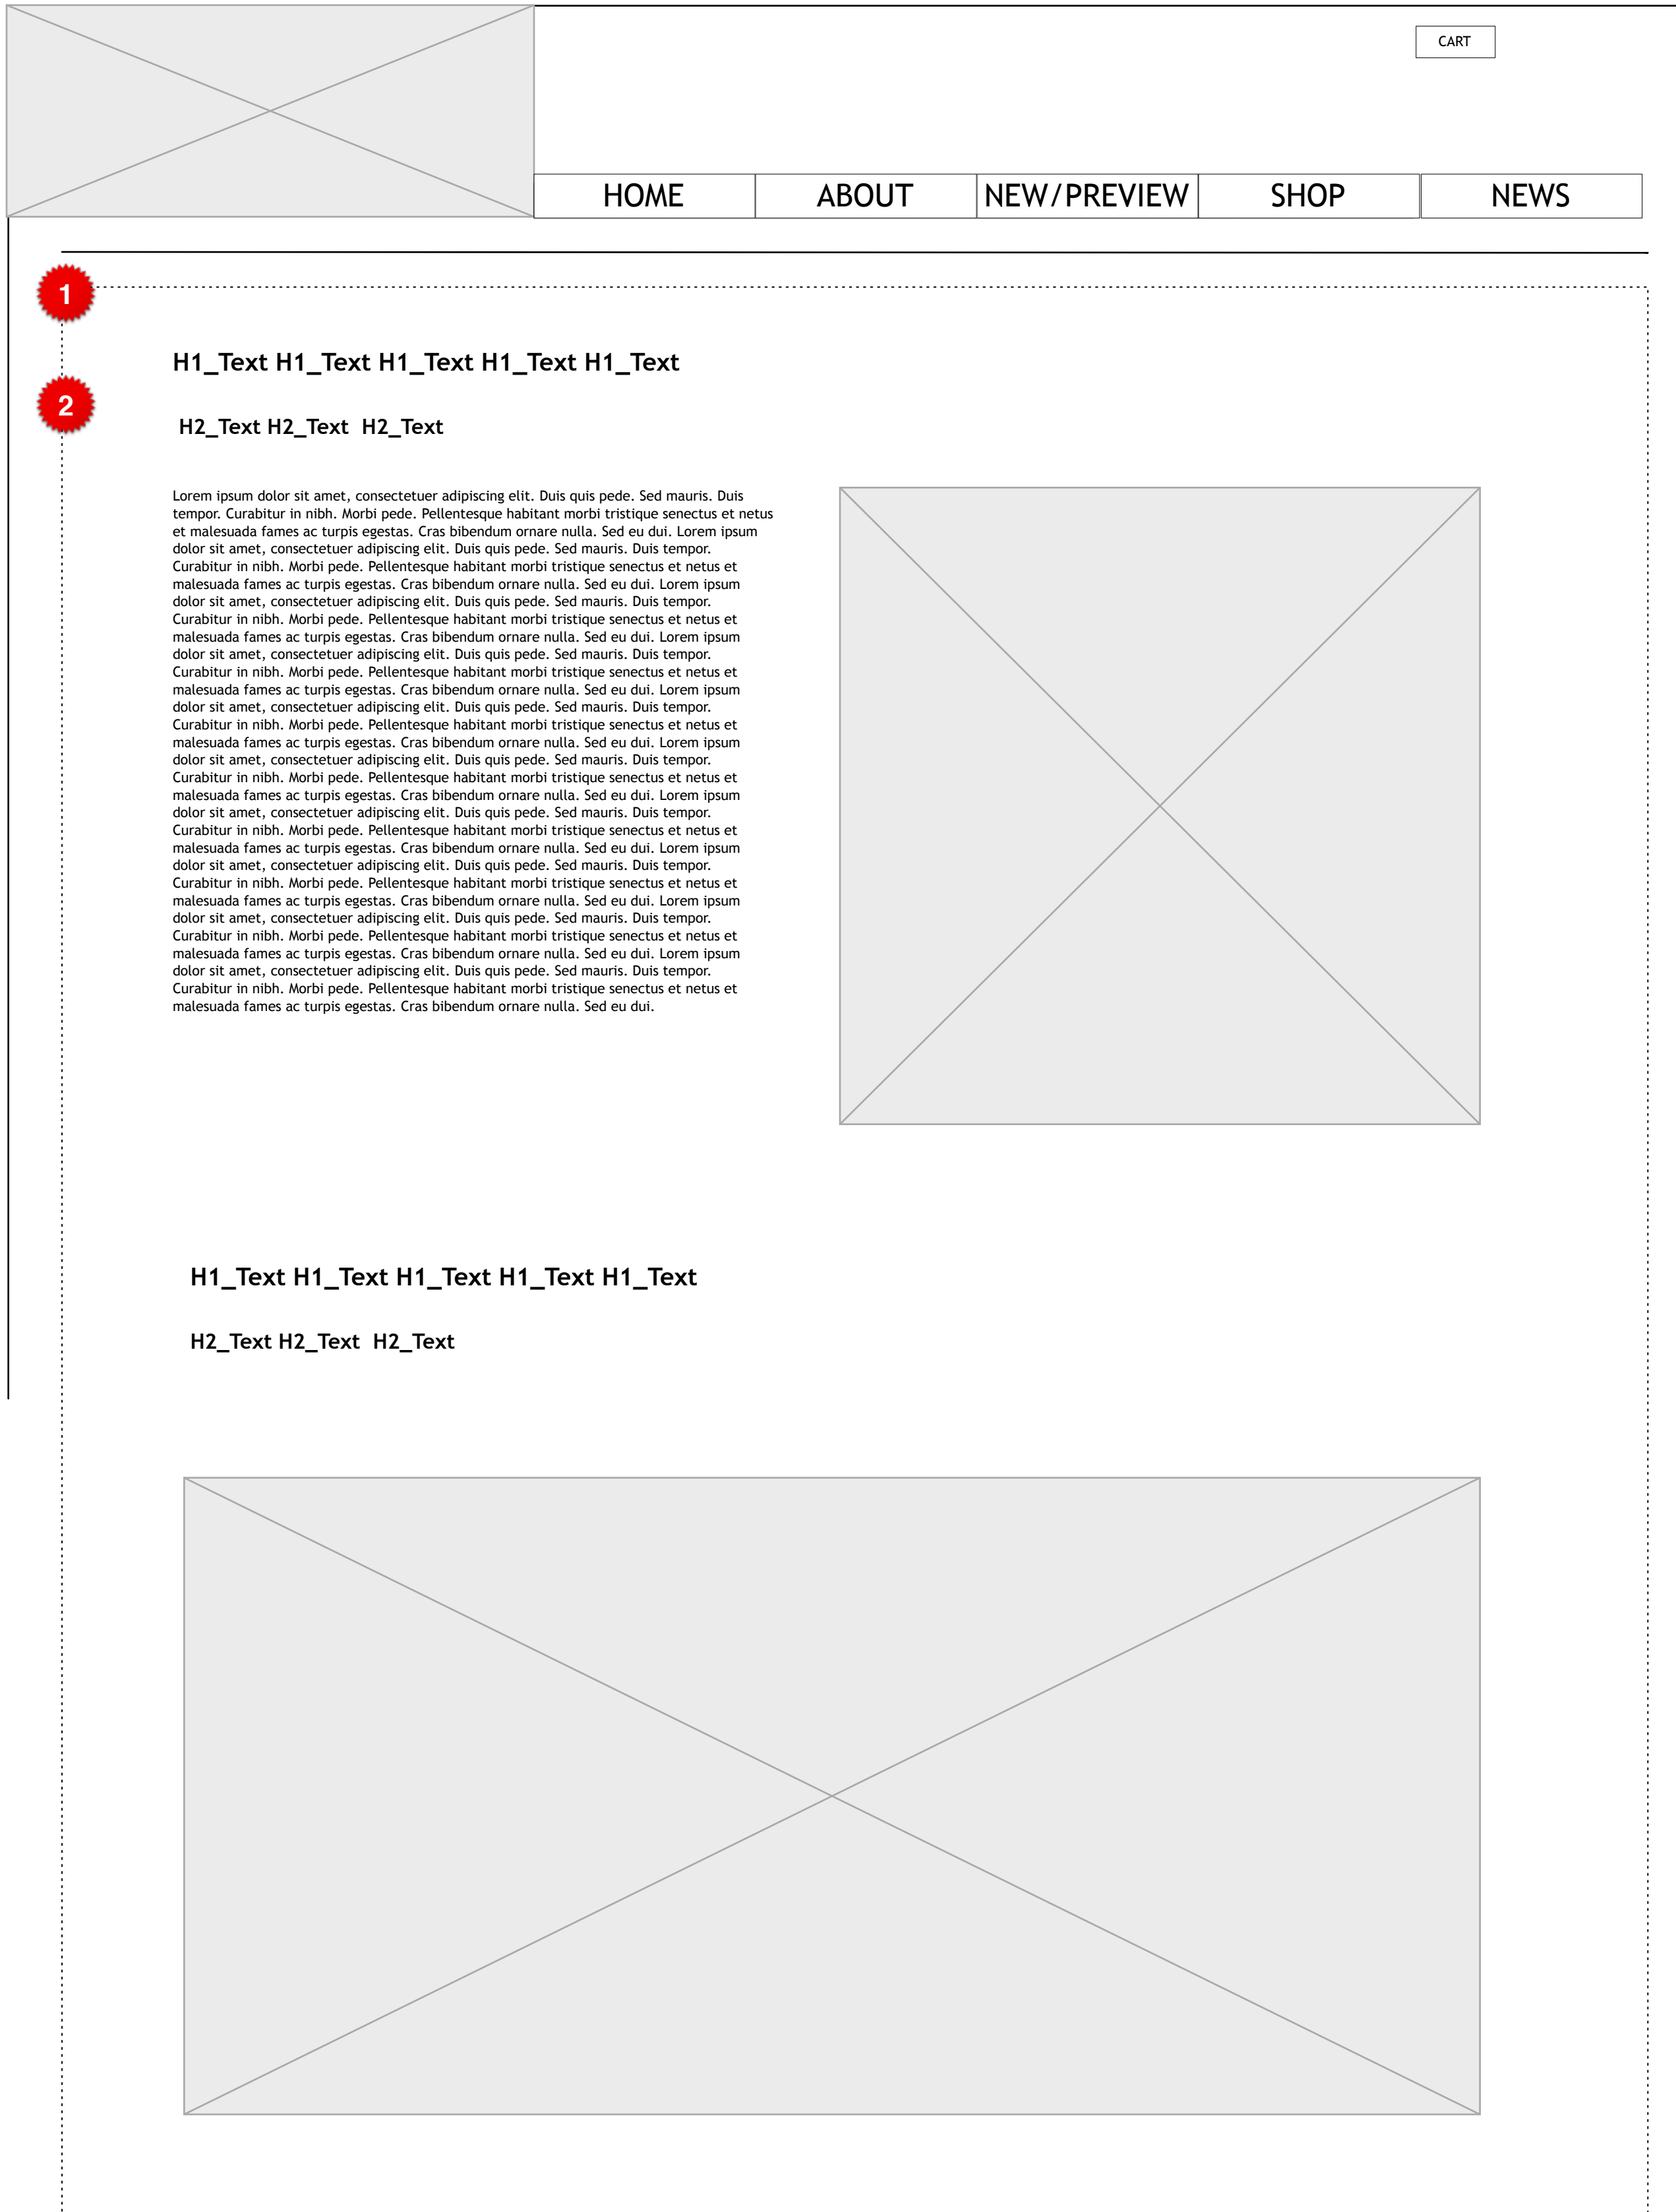 CART
HOME ABOUT NEW/PREVIEW SHOP NEWS
1
H1_Text H1_Text H1_Text H1_Text H1_Text
2
H2_Text H2_Text  H2_Text
Lorem ipsum dolor sit amet, consectetuer adipiscing elit. Duis quis pede. Sed mauris. Duis
tempor. Curabitur in nibh. Morbi pede. Pellentesque habitant morbi tristique senectus et netus
et malesuada fames ac turpis egestas. Cras bibendum ornare nulla. Sed eu dui. Lorem ipsum
dolor sit amet, consectetuer adipiscing elit. Duis quis pede. Sed mauris. Duis tempor.
Curabitur in nibh. Morbi pede. Pellentesque habitant morbi tristique senectus et netus et
malesuada fames ac turpis egestas. Cras bibendum ornare nulla. Sed eu dui. Lorem ipsum
dolor sit amet, consectetuer adipiscing elit. Duis quis pede. Sed mauris. Duis tempor.
Curabitur in nibh. Morbi pede. Pellentesque habitant morbi tristique senectus et netus et
malesuada fames ac turpis egestas. Cras bibendum ornare nulla. Sed eu dui. Lorem ipsum
dolor sit amet, consectetuer adipiscing elit. Duis quis pede. Sed mauris. Duis tempor.
Curabitur in nibh. Morbi pede. Pellentesque habitant morbi tristique senectus et netus et
malesuada fames ac turpis egestas. Cras bibendum ornare nulla. Sed eu dui. Lorem ipsum
dolor sit amet, consectetuer adipiscing elit. Duis quis pede. Sed mauris. Duis tempor.
Curabitur in nibh. Morbi pede. Pellentesque habitant morbi tristique senectus et netus et
malesuada fames ac turpis egestas. Cras bibendum ornare nulla. Sed eu dui. Lorem ipsum
dolor sit amet, consectetuer adipiscing elit. Duis quis pede. Sed mauris. Duis tempor.
Curabitur in nibh. Morbi pede. Pellentesque habitant morbi tristique senectus et netus et
malesuada fames ac turpis egestas. Cras bibendum ornare nulla. Sed eu dui. Lorem ipsum
dolor sit amet, consectetuer adipiscing elit. Duis quis pede. Sed mauris. Duis tempor.
Curabitur in nibh. Morbi pede. Pellentesque habitant morbi tristique senectus et netus et
malesuada fames ac turpis egestas. Cras bibendum ornare nulla. Sed eu dui. Lorem ipsum
dolor sit amet, consectetuer adipiscing elit. Duis quis pede. Sed mauris. Duis tempor.
Curabitur in nibh. Morbi pede. Pellentesque habitant morbi tristique senectus et netus et
malesuada fames ac turpis egestas. Cras bibendum ornare nulla. Sed eu dui. Lorem ipsum
dolor sit amet, consectetuer adipiscing elit. Duis quis pede. Sed mauris. Duis tempor.
Curabitur in nibh. Morbi pede. Pellentesque habitant morbi tristique senectus et netus et
malesuada fames ac turpis egestas. Cras bibendum ornare nulla. Sed eu dui. Lorem ipsum
dolor sit amet, consectetuer adipiscing elit. Duis quis pede. Sed mauris. Duis tempor.
Curabitur in nibh. Morbi pede. Pellentesque habitant morbi tristique senectus et netus et
malesuada fames ac turpis egestas. Cras bibendum ornare nulla. Sed eu dui.
H1_Text H1_Text H1_Text H1_Text H1_Text
H2_Text H2_Text  H2_Text